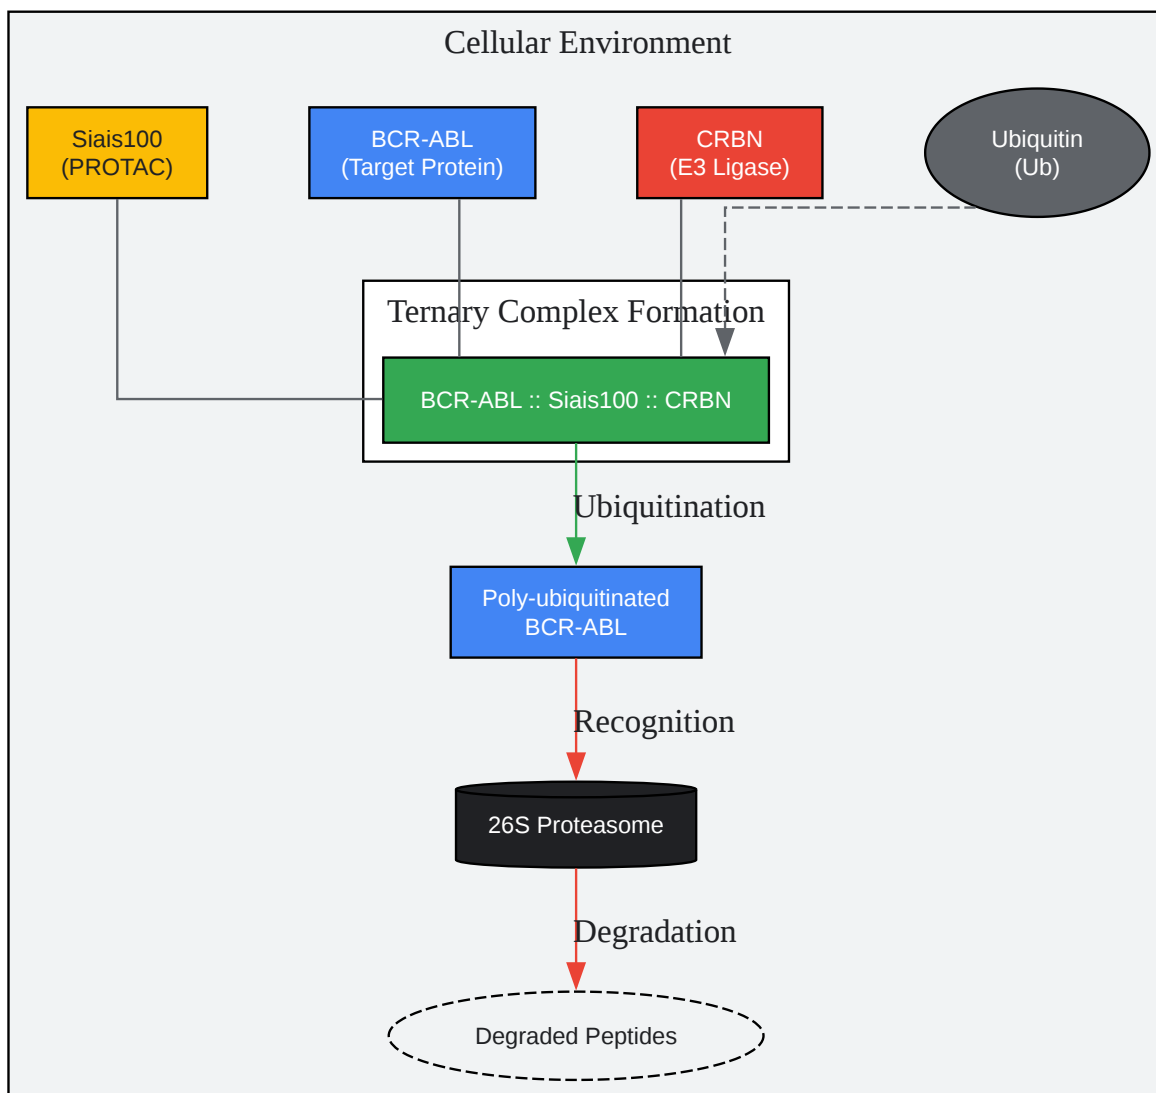 Cellular Environment
Siais100
(PROTAC)
BCR-ABL
(Target Protein)
CRBN
(E3 Ligase)
Ubiquitin
(Ub)
Ternary Complex Formation
BCR-ABL :: Siais100 :: CRBN
Ubiquitination
Poly-ubiquitinated
BCR-ABL
Recognition
26S Proteasome
Degradation
Degraded Peptides